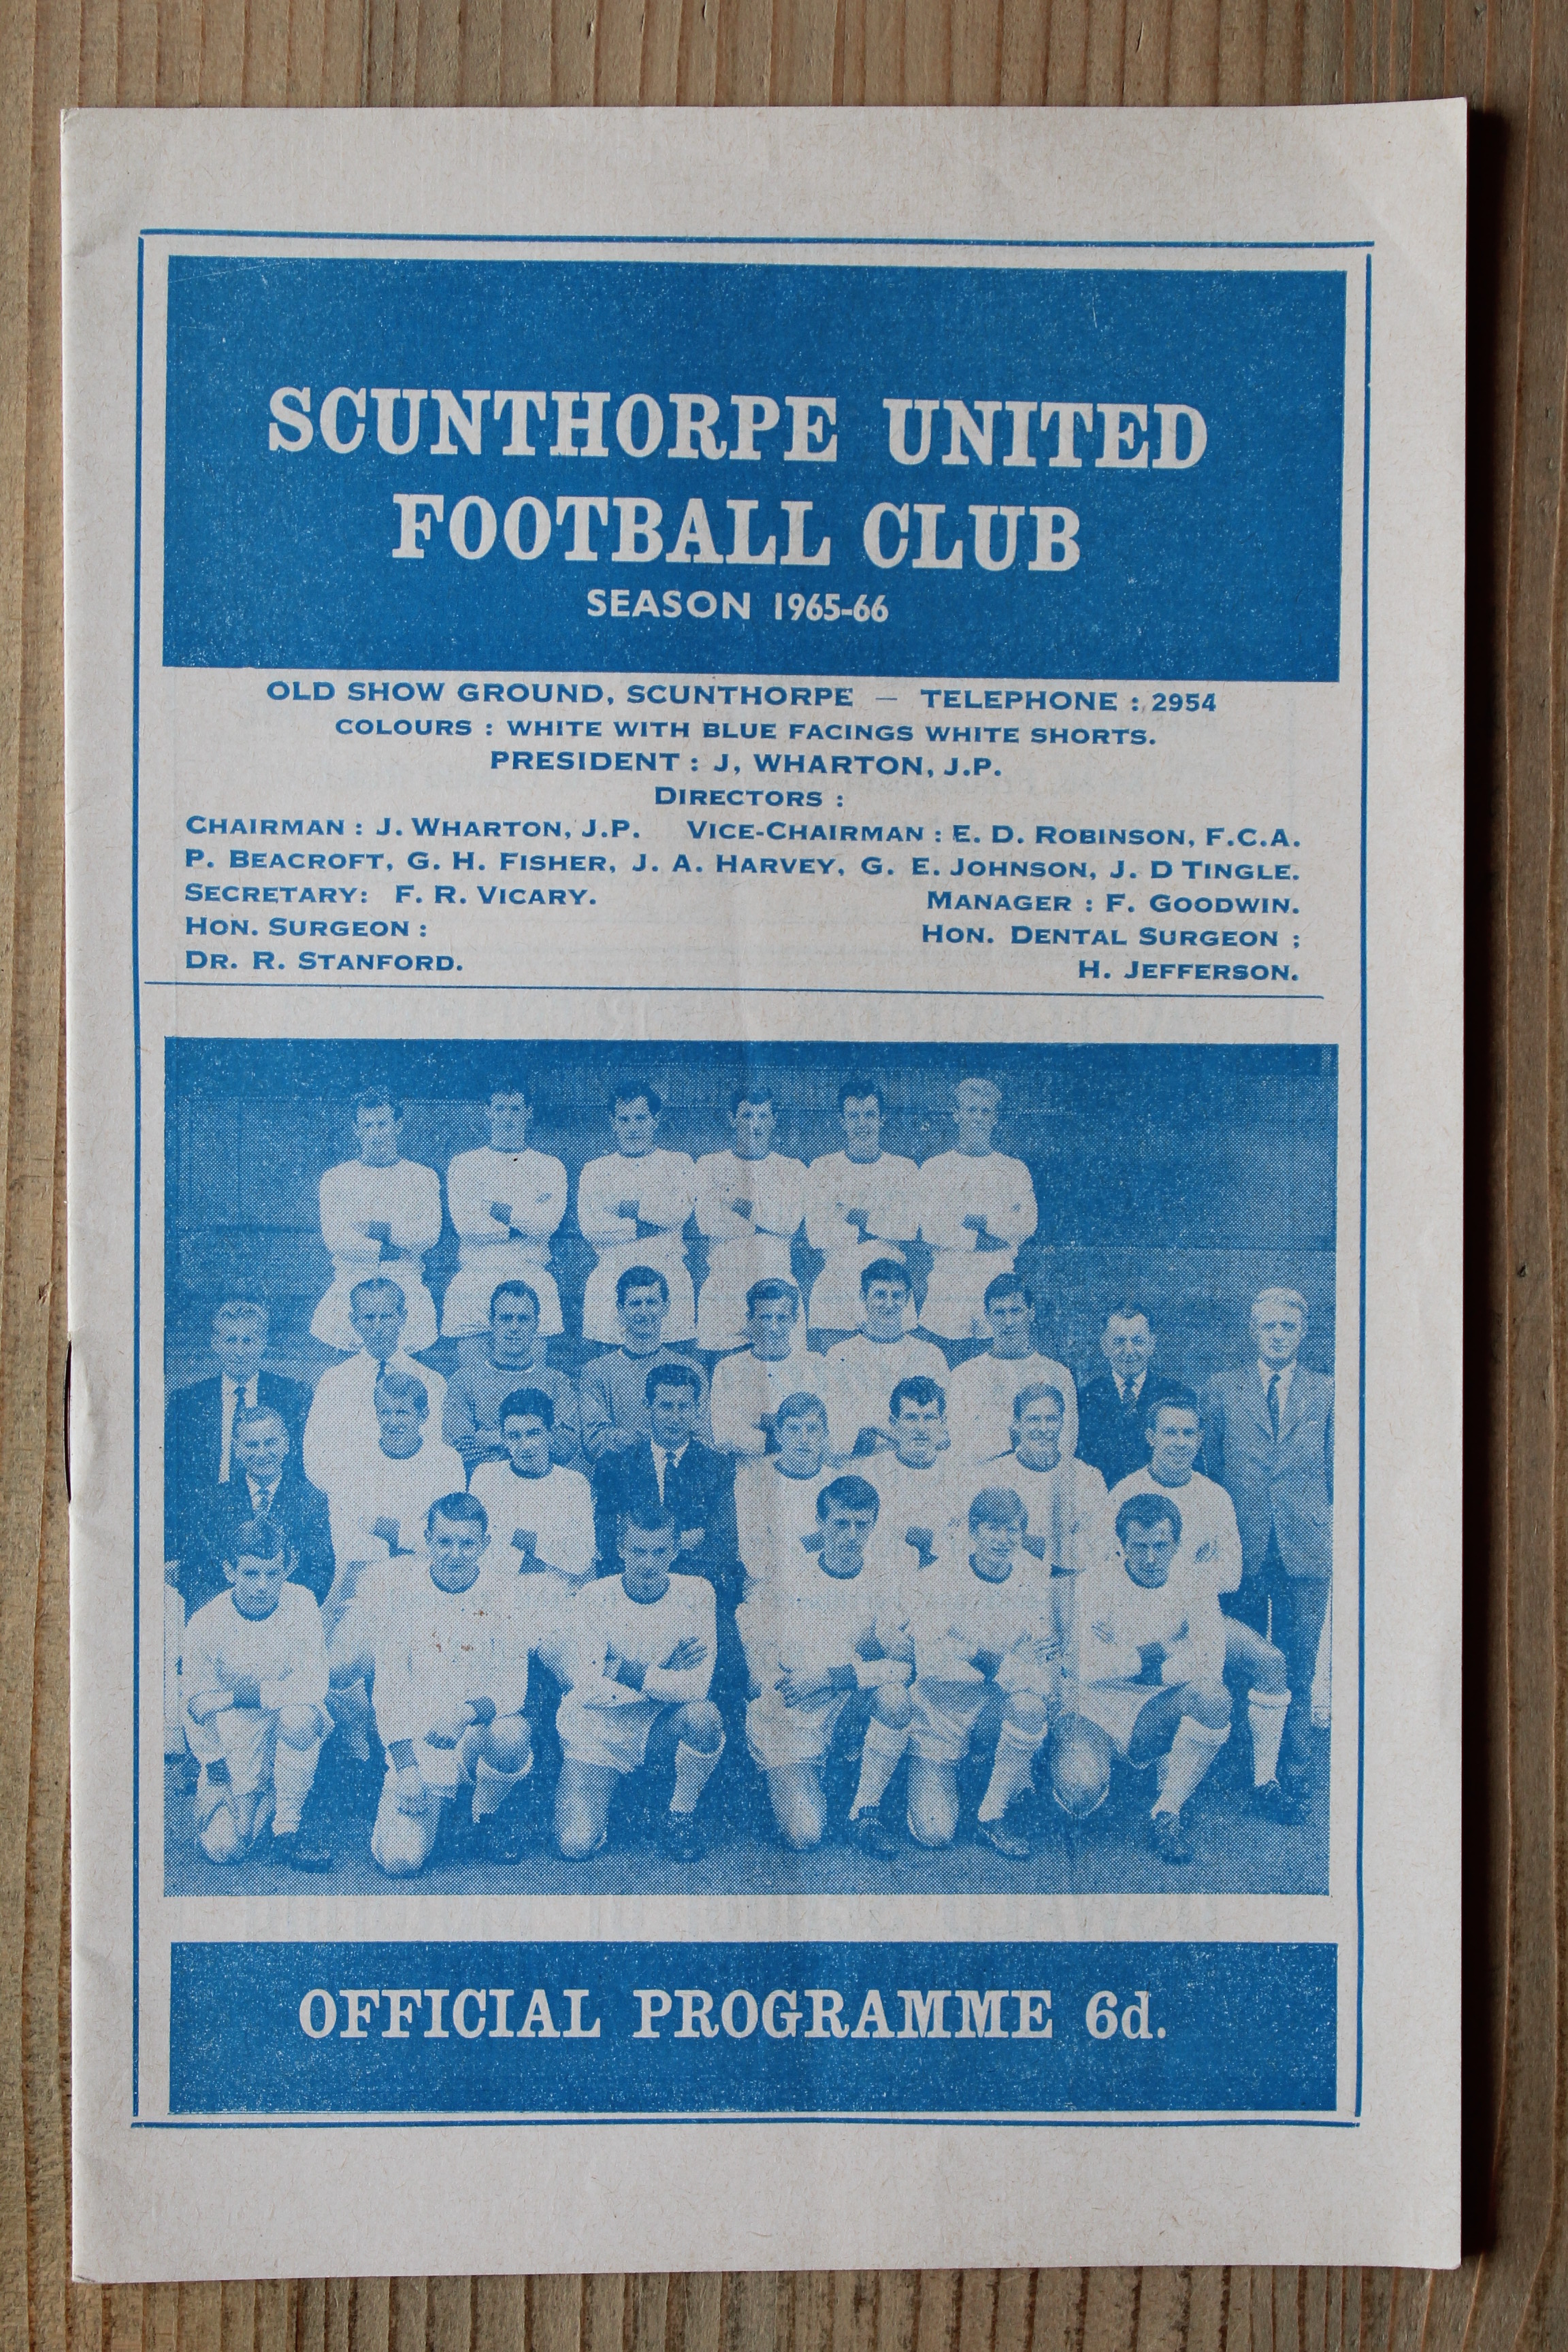 SCUNTHORPE UNITED
FOOTBALL CLUB
SEASON 1965-66
OLD SHOW GROUND, SCUNTHORPE — TELEPHONE : 2954
COLOURS : WHITE WITH BLUE FACINGS WHITE SHORTS.
PRESIDENT : J, WHARTON, J.P.
DIRECTORS :
CHAIRMAN : J. WHARTON, J.P. VICE-CHAIRMAN : E. D. ROBINSON, F.C.A.
P. BEACROFT, G. H. FISHER, J. A. HARVEY, G. E. JOHNSON, J. D TINGLE.
SECRETARY: F. R. VICARY. MANAGER : F. GOODWIN.
HON. SURGEON : HON. DENTAL SURGEON ;
DR. R. STANFORD. H. JEFFERSON.
OFFICIAL PROGRAMME 6d.